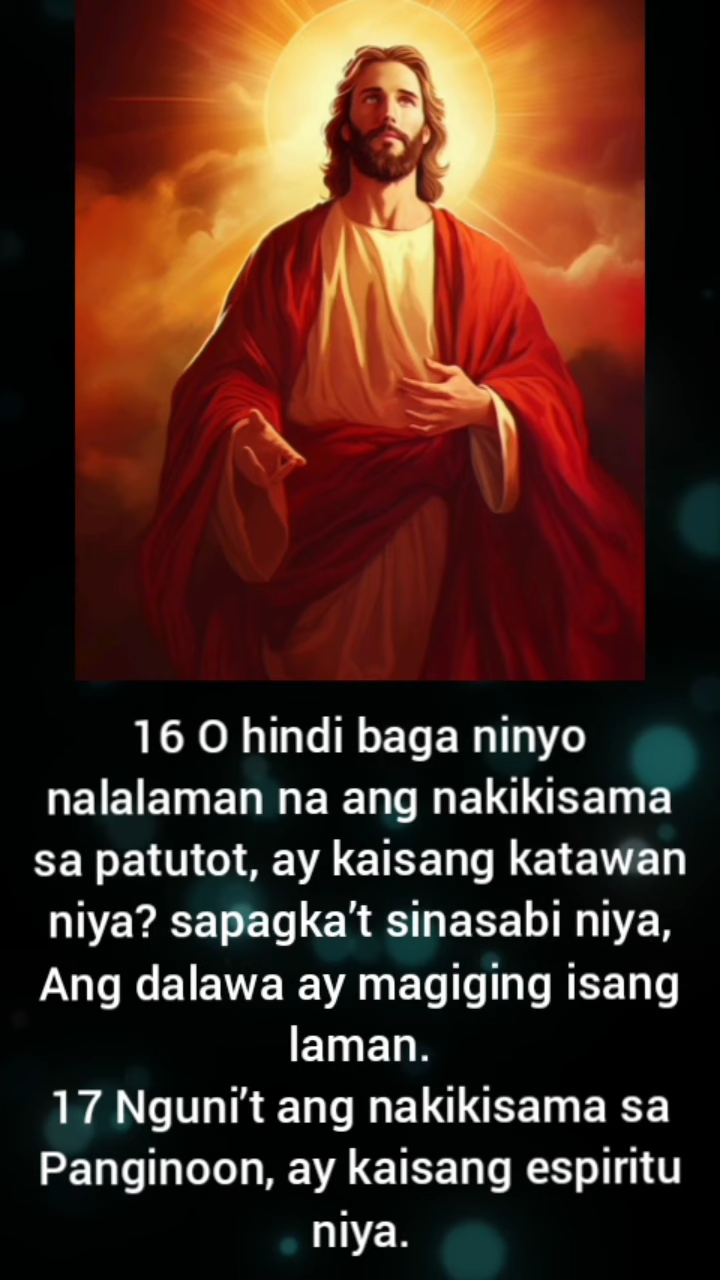 16 O hindi baga ninyo
nalalaman na ang nakikisama
sa patutot, ay kaisang katawan
niya? sapagka’t sinasabi niya,
Ang dalawa ay magiging isang
laman.
17 Nguni’t ang nakikisama sa
Panginoon, ay kaisang espiritu
niya.